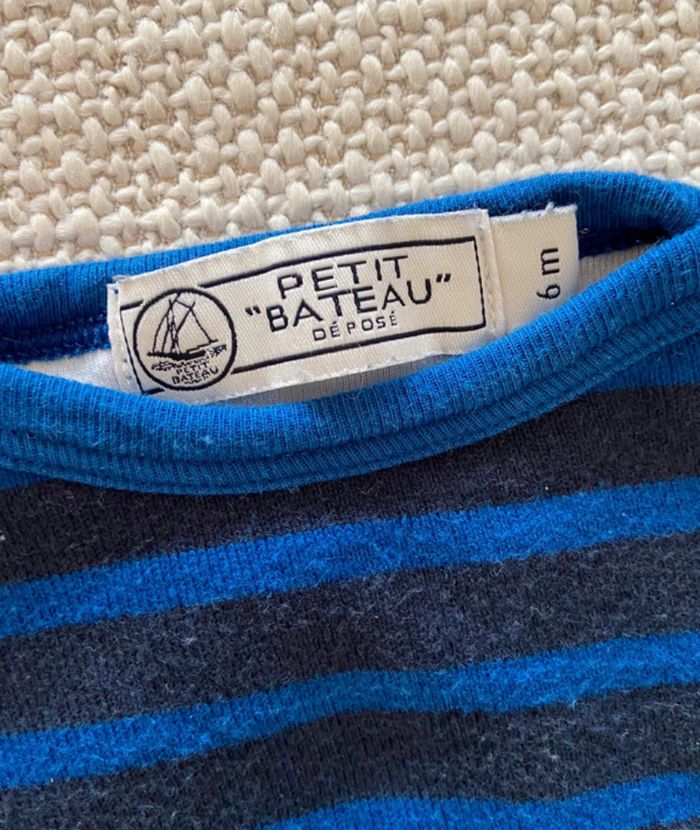 PETIT
"BATEAU"
DÉPOSÉ
PETIT
BATEAU
6 m